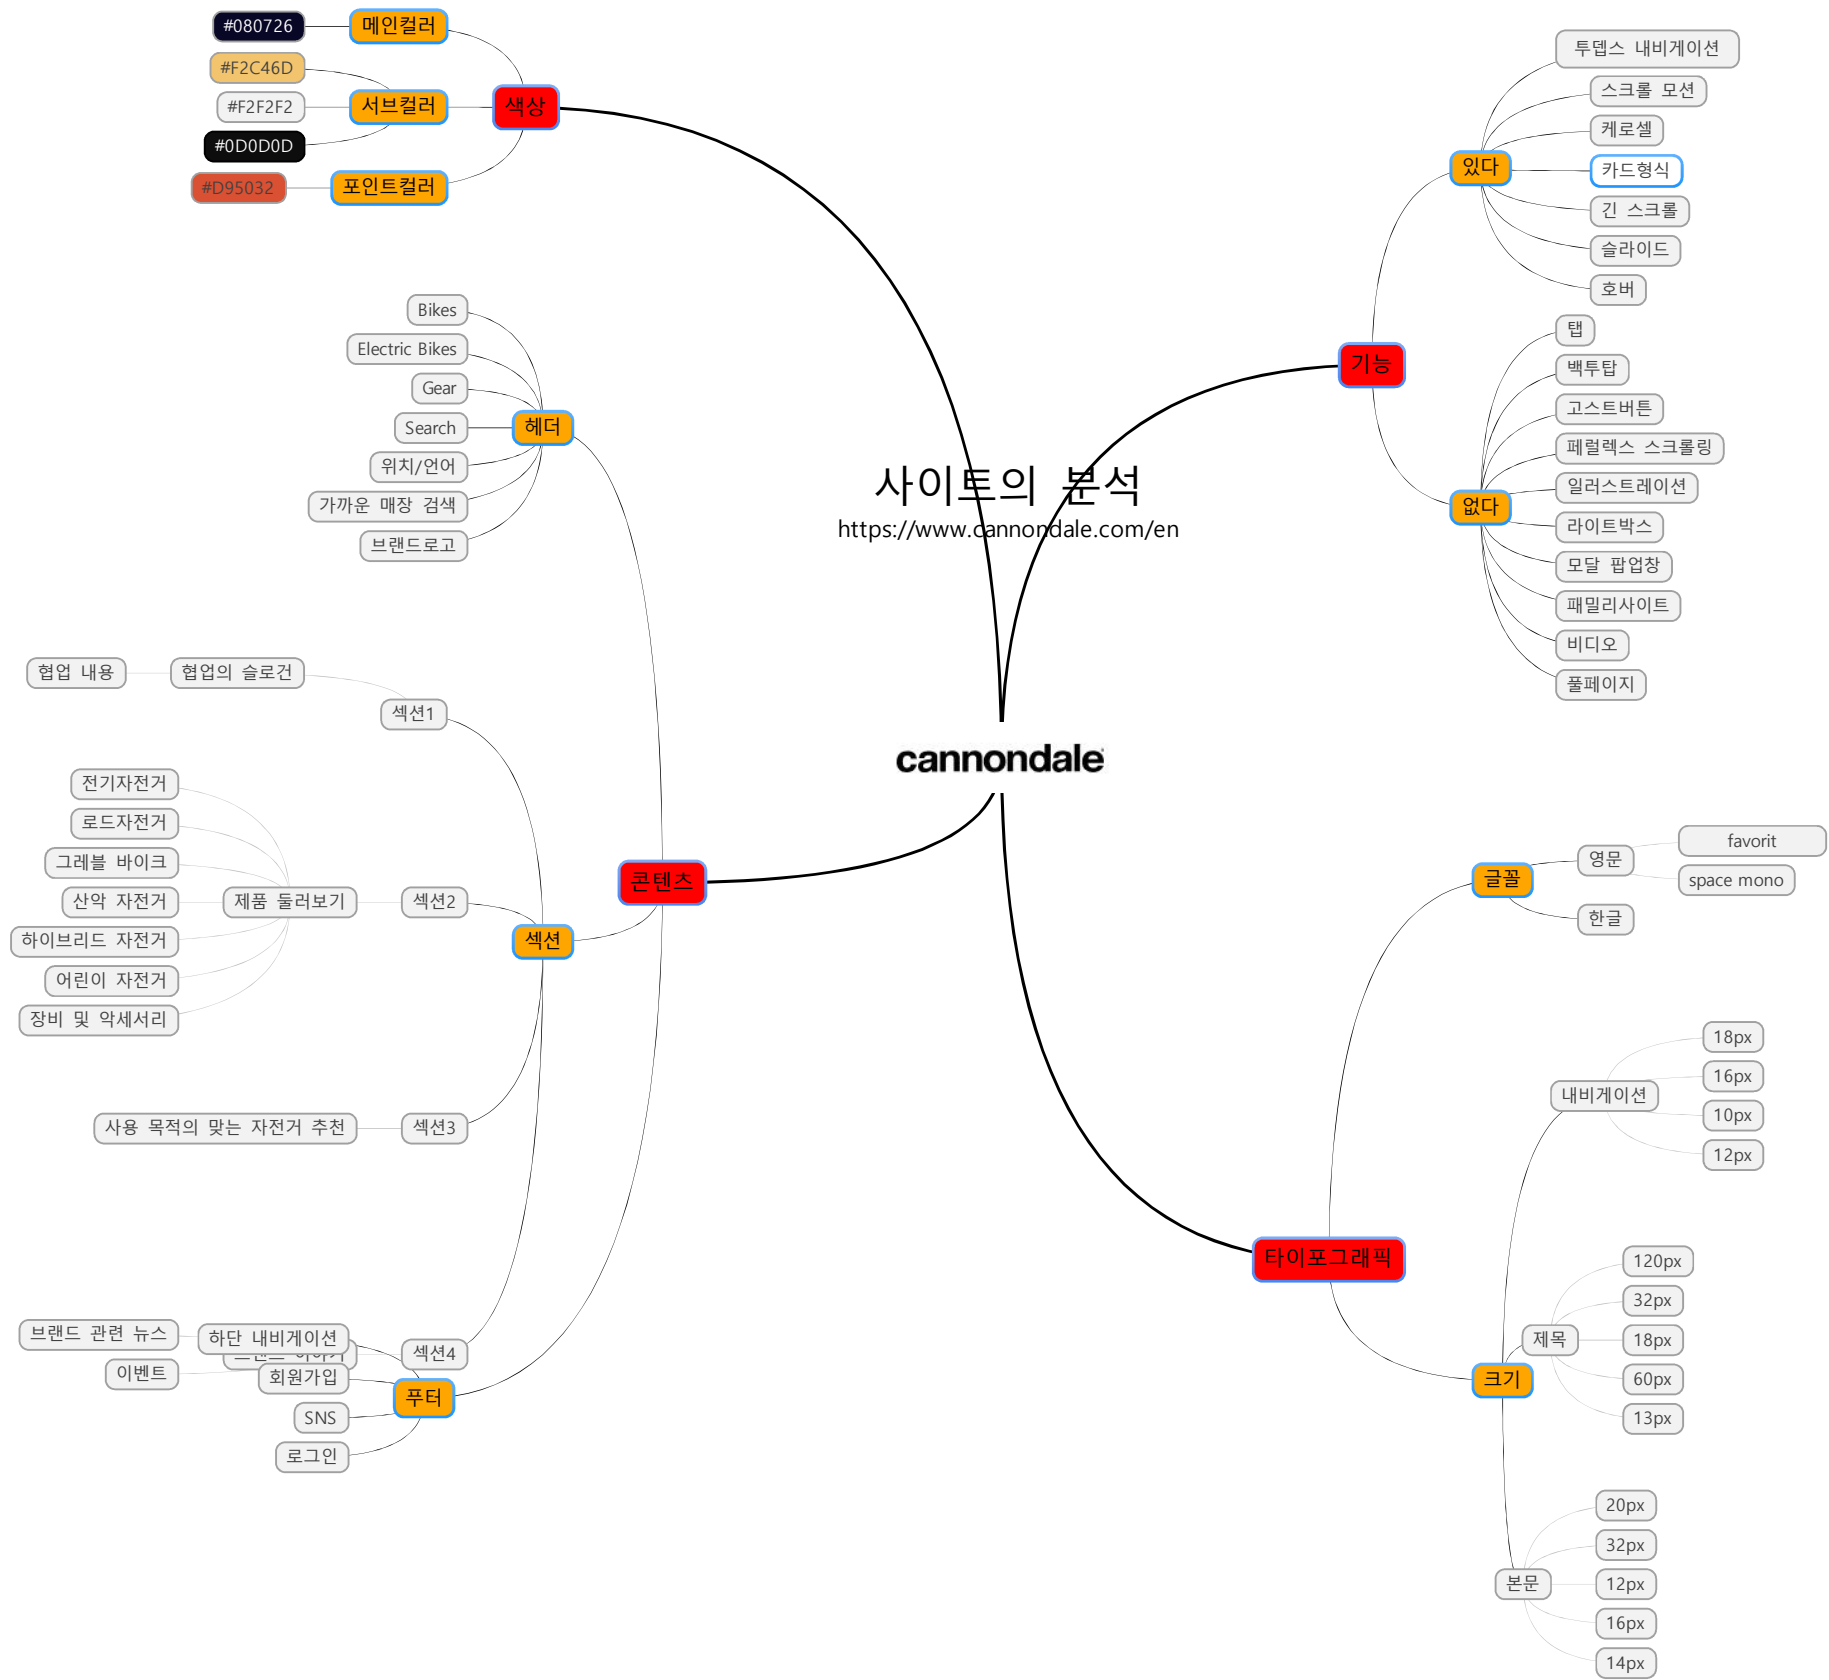 사이트의 분석
https://www.cannondale.com/en
cannondale
색상
메인컬러
#080726
서브컬러
#F2C46D
#F2F2F2
#0D0D0D
포인트컬러
#D95032
기능
있다
투뎁스 내비게이션
스크롤 모션
케로셀
카드형식
긴 스크롤
슬라이드
호버
없다
탭
백투탑
고스트버튼
페럴렉스 스크롤링
일러스트레이션
라이트박스
모달 팝업창
패밀리사이트
비디오
풀페이지
콘텐츠
헤더
Bikes
Electric Bikes
Gear
Search
위치/언어
가까운 매장 검색
브랜드로고
섹션
섹션1
협업의 슬로건
협업 내용
섹션2
제품 둘러보기
전기자전거
로드자전거
그레블 바이크
산악 자전거
하이브리드 자전거
어린이 자전거
장비 및 악세서리
섹션3
사용 목적의 맞는 자전거 추천
섹션4
브랜드 관련 뉴스
이벤트
푸터
하단 내비게이션
회원가입
SNS
로그인
타이포그래픽
글꼴
영문
favorit
space mono
한글
크기
내비게이션
18px
16px
10px
12px
제목
120px
32px
18px
60px
13px
본문
20px
32px
12px
16px
14px